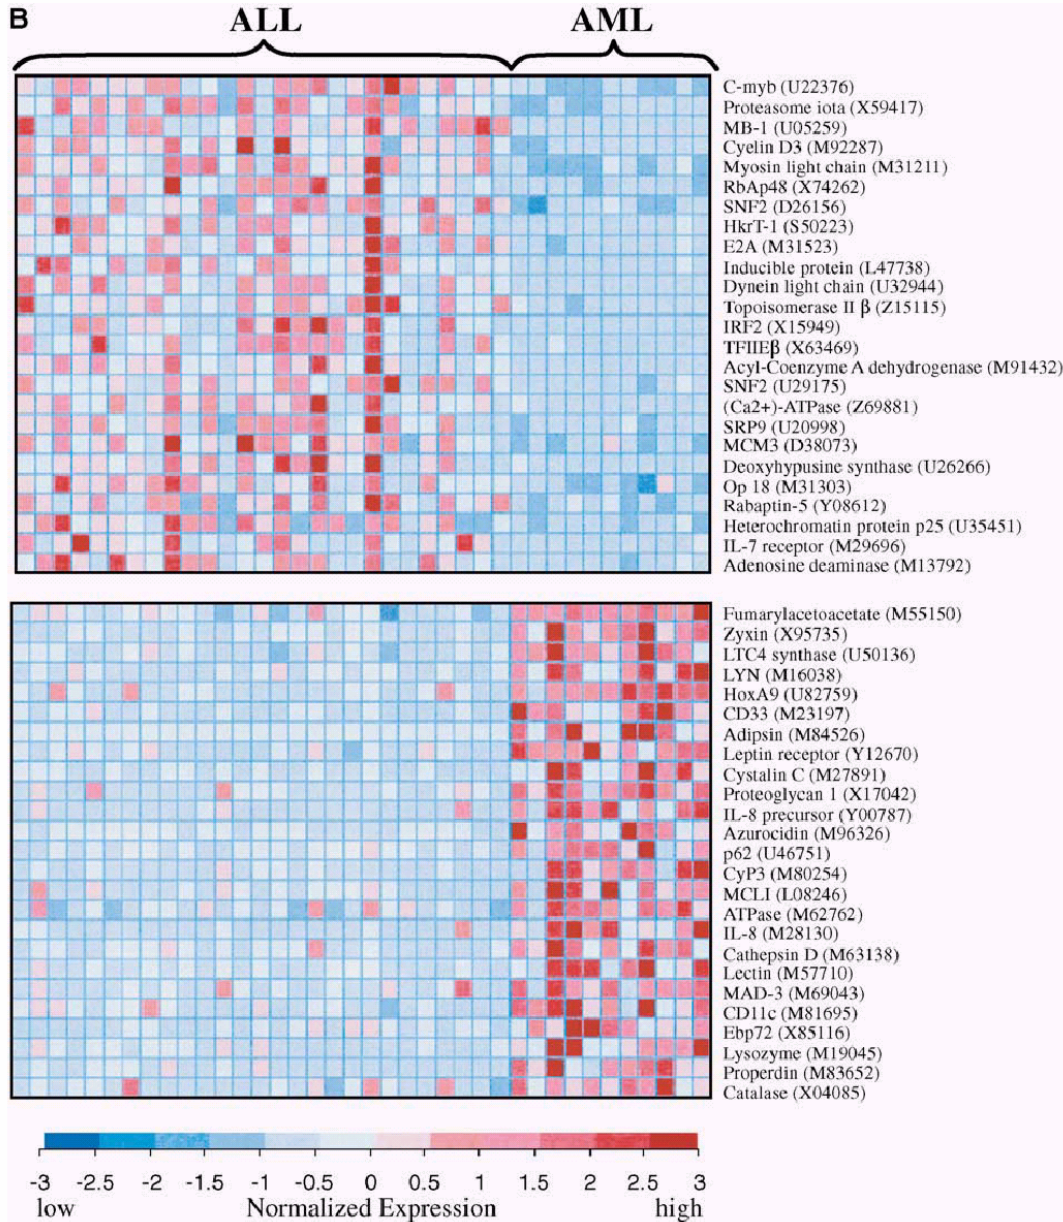 B
ALL AML
C-myb (U22376)
Proteasome iota (X59417)
MB-1 (U05259)
Cyelin D3 (M92287)
Myosin light chain (M31211)
RbAp48 (X74262)
SNF2 (D26156)
HkrT-1 (S50223)
E2A (M31523)
Inducible protein (L47738)
Dynein light chain (U32944)
Topoisomerase II β (Z15115)
IRF2 (X15949)
TFIIEβ (X63469)
Acyl-Coenzyme A dehydrogenase (M91432)
SNF2 (U29175)
(Ca2+)-ATPase (Z69881)
SRP9 (U20998)
MCM3 (D38073)
Deoxyhypusine synthase (U26266)
Op 18 (M31303)
Rabaptin-5 (Y08612)
Heterochromatin protein p25 (U35451)
IL-7 receptor (M29696)
Adenosine deaminase (M13792)
Fumarylacetoacetate (M55150)
Zyxin (X95735)
LTC4 synthase (U50136)
LYN (M16038)
HoxA9 (U82759)
CD33 (M23197)
Adipsin (M84526)
Leptin receptor (Y12670)
Cystalin C (M27891)
Proteoglycan 1 (X17042)
IL-8 precursor (Y00787)
Azurocidin (M96326)
p62 (U46751)
CyP3 (M80254)
MCLI (L08246)
ATPase (M62762)
IL-8 (M28130)
Cathepsin D (M63138)
Lectin (M57710)
MAD-3 (M69043)
CD11c (M81695)
Ebp72 (X85116)
Lysozyme (M19045)
Properdin (M83652)
Catalase (X04085)
-3 -2.5 -2 -1.5 -1 -0.5 0 0.5 1 1.5 2 2.5 3
low Normalized Expression high